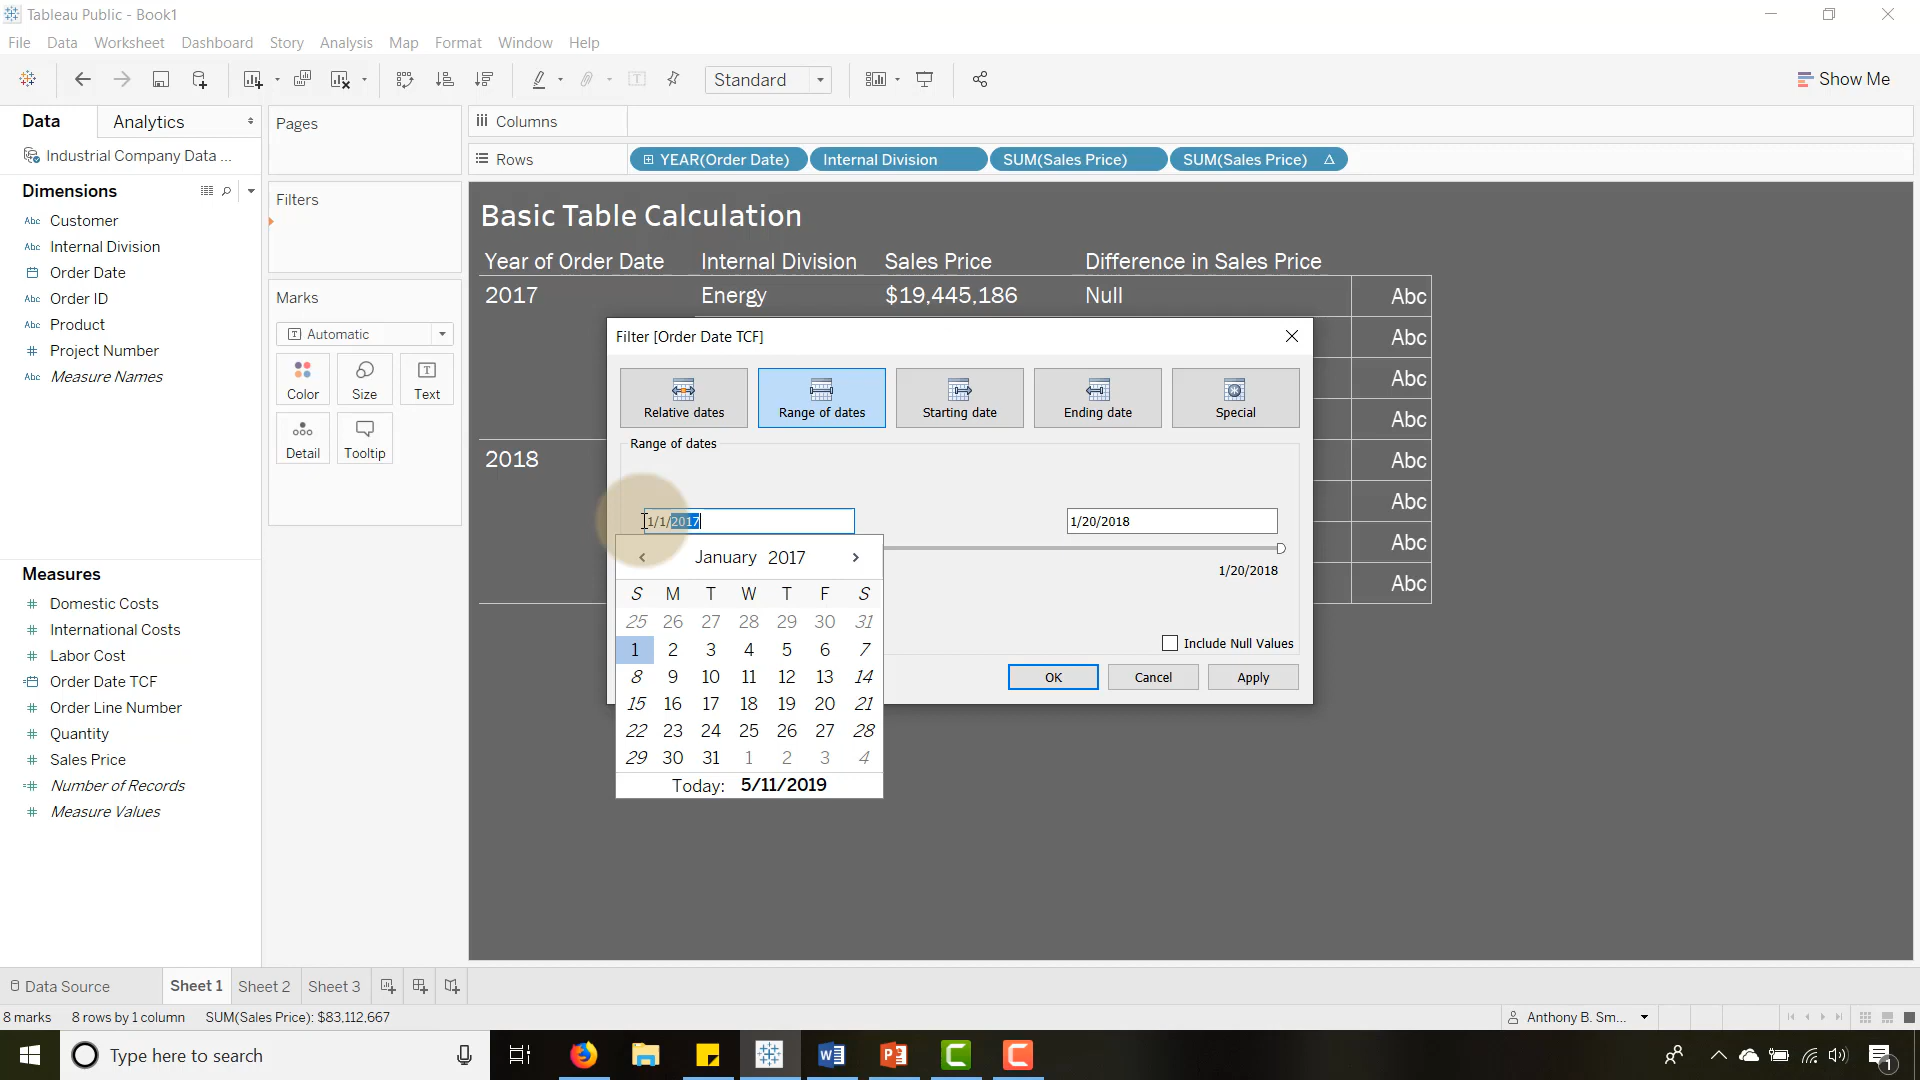 Tableau Public - Book1
File Data Worksheet Dashboard Story Analysis Map Format Window Help
Standard
Show Me
Data Analytics
Industrial Company Data ...
Dimensions
Abc Customer
Abc Internal Division
Order Date
Abc Order ID
Abc Product
# Project Number
Abc Measure Names
Measures
# Domestic Costs
# International Costs
# Labor Cost
Order Date TCF
# Order Line Number
# Quantity
# Sales Price
=# Number of Records
# Measure Values
Pages
Filters
Marks
Automatic
Color Size Text
Detail Tooltip
Columns
Rows
YEAR(Order Date) Internal Division SUM(Sales Price) SUM(Sales Price) Δ
Basic Table Calculation
Year of Order Date Internal Division Sales Price Difference in Sales Price
2017 Energy $19,445,186 Null Abc
Abc
Abc
Abc
2018 Abc
Abc
Abc
Abc
Filter [Order Date TCF]
Relative dates Range of dates Starting date Ending date Special
Range of dates
1/1/2017 1/20/2018
1/20/2018
January 2017
S M T W T F S
25 26 27 28 29 30 31
1 2 3 4 5 6 7
8 9 10 11 12 13 14
15 16 17 18 19 20 21
22 23 24 25 26 27 28
29 30 31 1 2 3 4
Today: 5/11/2019
Include Null Values
OK Cancel Apply
Data Source Sheet 1 Sheet 2 Sheet 3
8 marks 8 rows by 1 column SUM(Sales Price): $83,112,667
Anthony B. Sm...
Type here to search
1